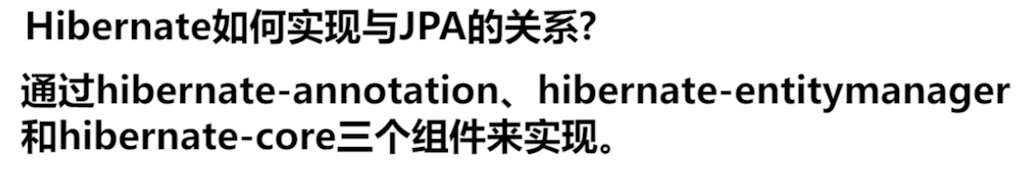 Hibernate如何实现与JPA的关系?
通过hibernate-annotation、hibernate-entitymanager
和hibernate-core三个组件来实现。